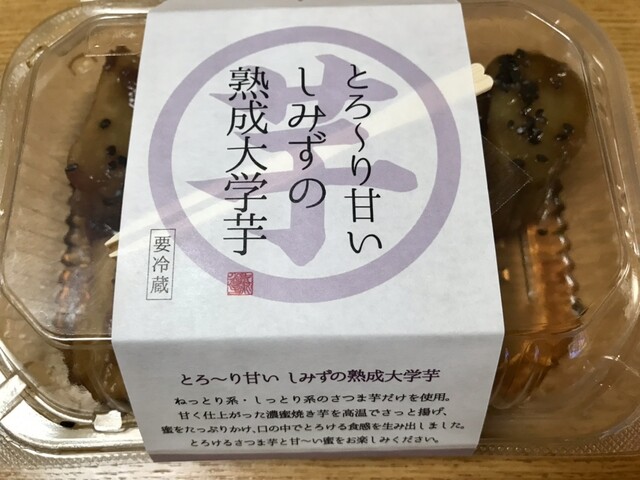 芋
とろ〜り甘い
しみずの
熟成大学芋
要冷蔵
とろ〜り甘い しみずの熟成大学芋
ねっとり系・しっとり系のさつま芋だけを使用。
甘く仕上がった濃蜜焼き芋を高温でさっと揚げ、
蜜をたっぷりかけ、口の中でとろける食感を生み出しました。
とろけるさつま芋と甘〜い蜜をお楽しみください。